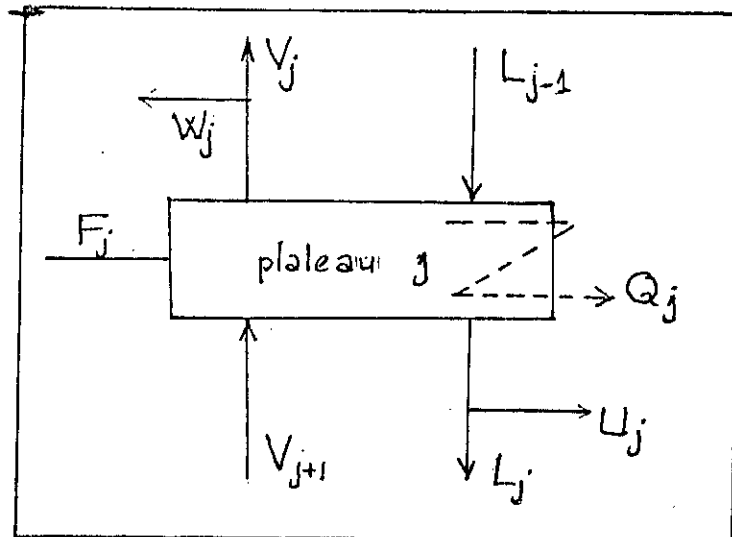 V_j
L_{j-1}
W_j
F_j
plateau j
Q_j
U_j
V_{j+1}
L_j